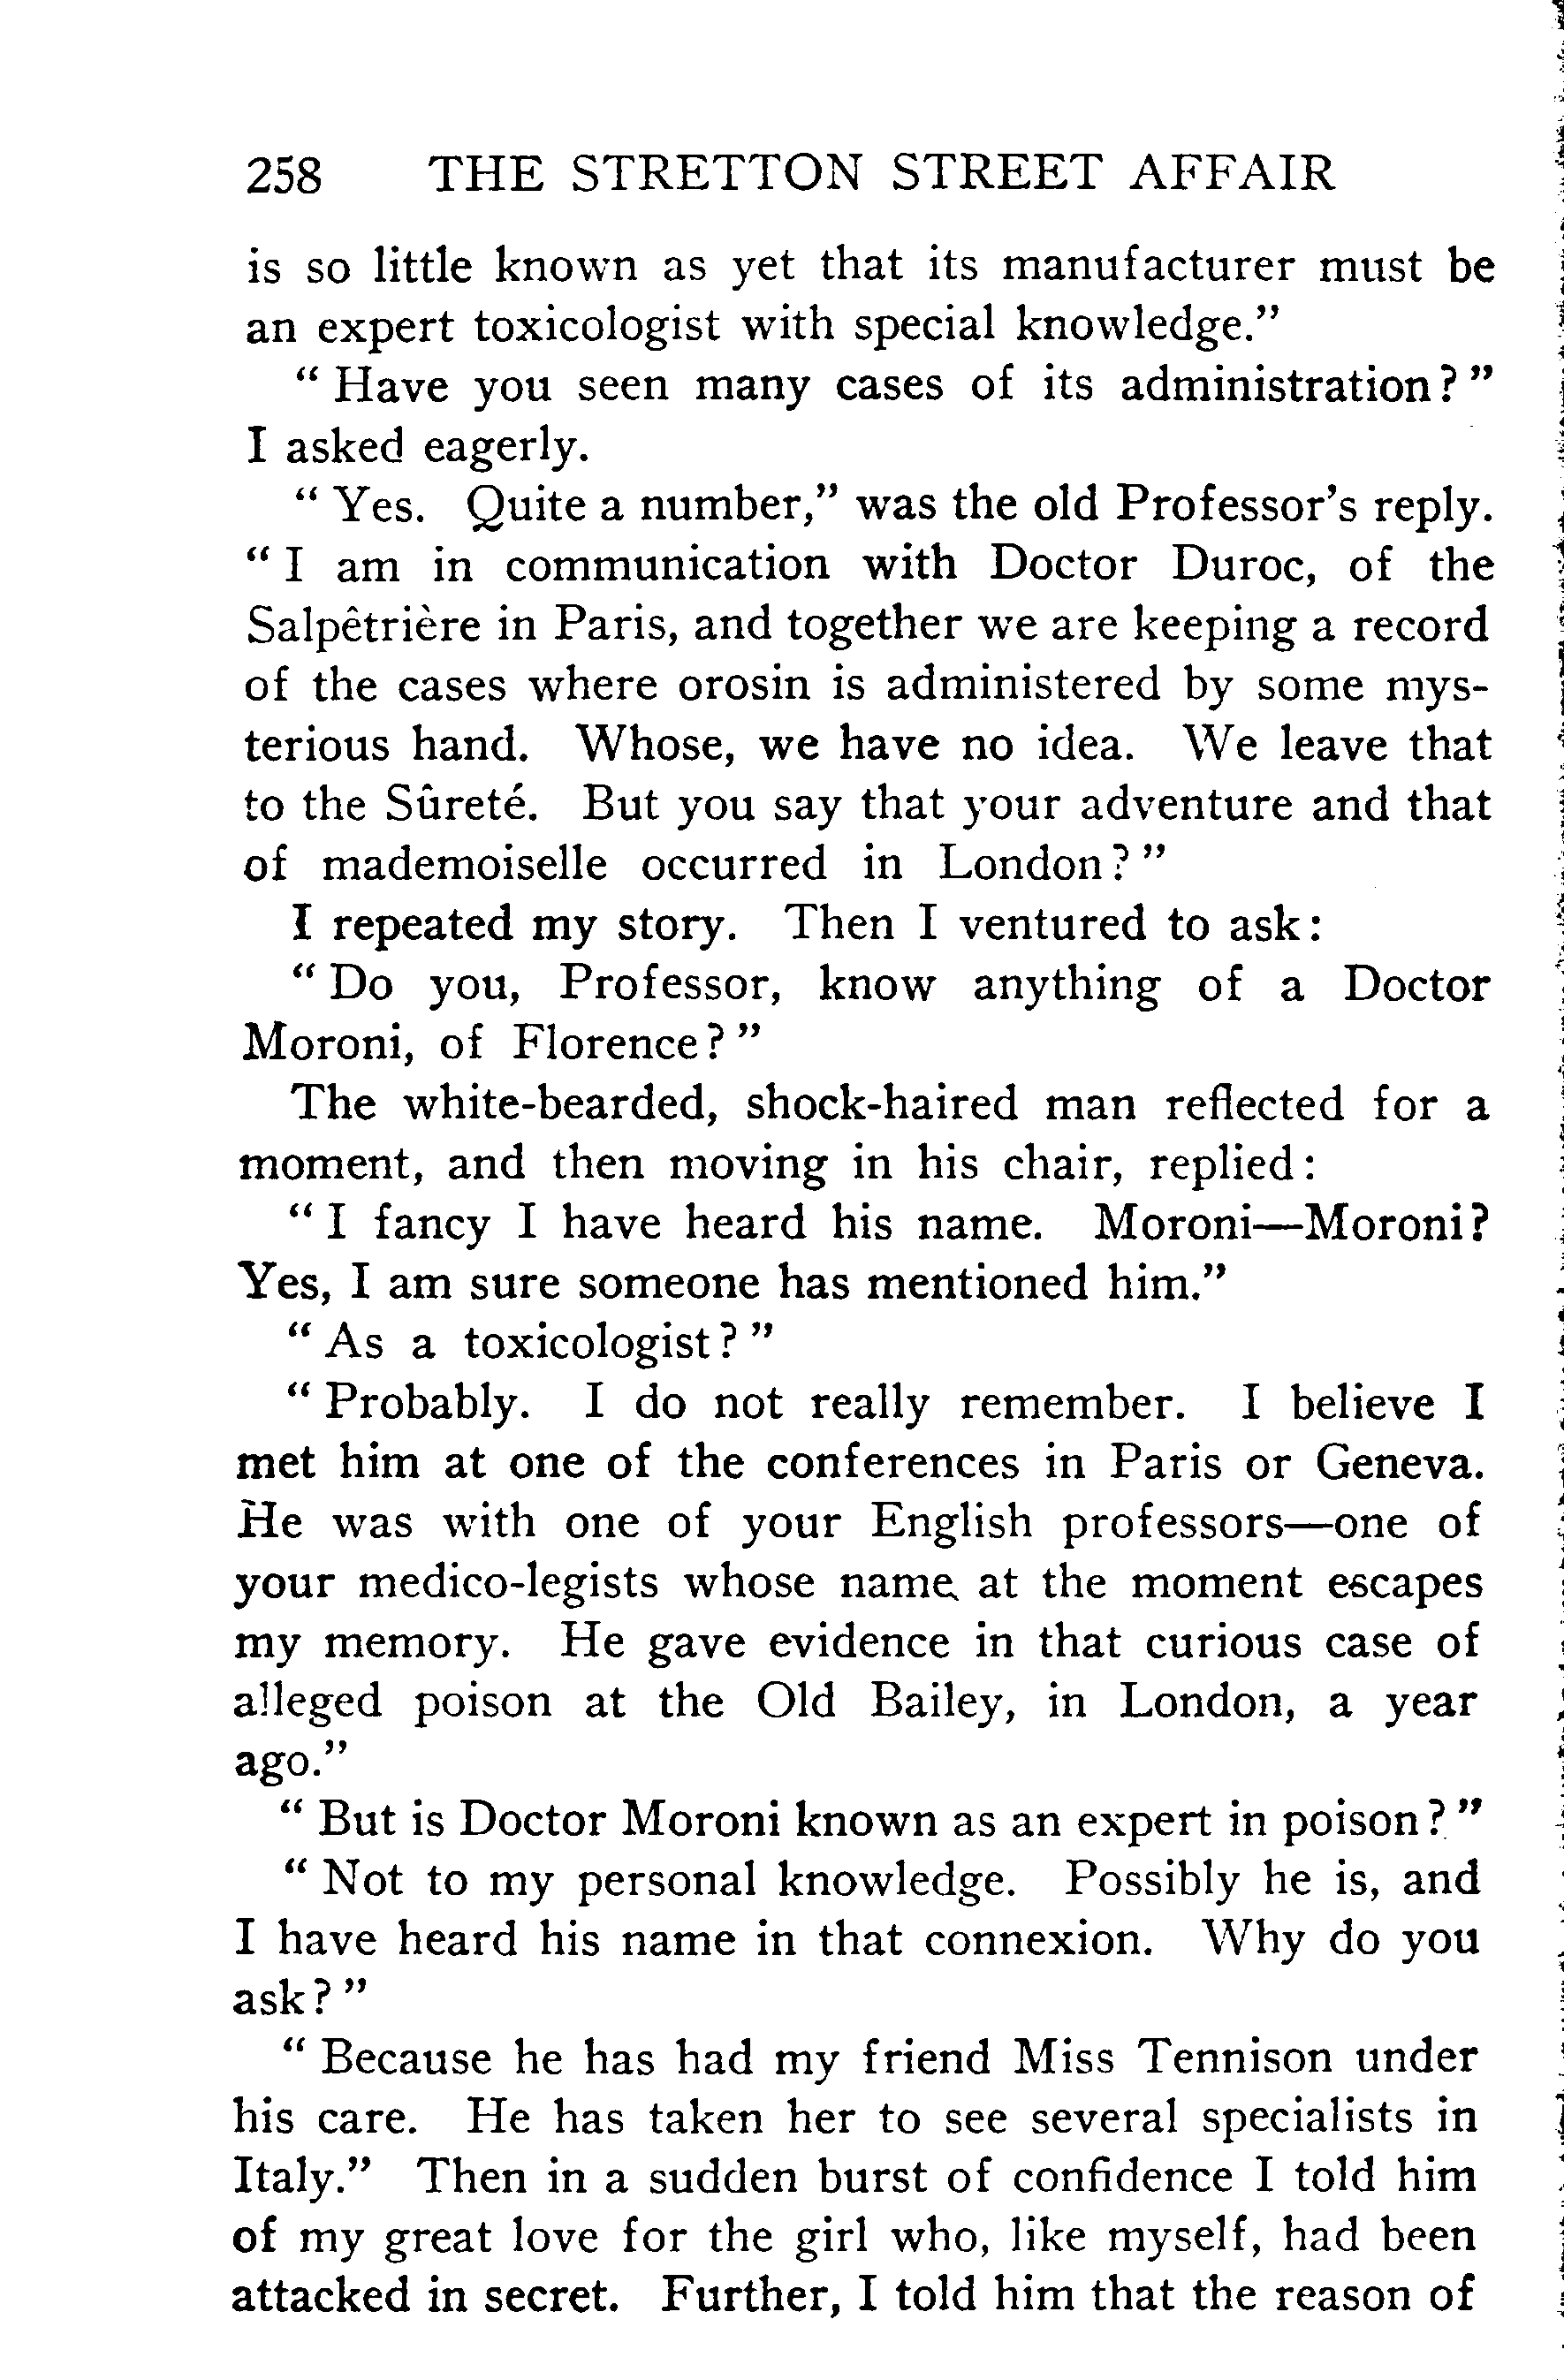 258 THE STRETTON STREET AFFAIR
is so little known as yet that its manufacturer must be
an expert toxicologist with special knowledge."
"Have you seen many cases of its administration?"
I asked eagerly.
"Yes. Quite a number," was the old Professor's reply.
"I am in communication with Doctor Duroc, of the
Salpêtrière in Paris, and together we are keeping a record
of the cases where orosin is administered by some mys-
terious hand. Whose, we have no idea. We leave that
to the Sûreté. But you say that your adventure and that
of mademoiselle occurred in London?"
I repeated my story. Then I ventured to ask:
"Do you, Professor, know anything of a Doctor
Moroni, of Florence?"
The white-bearded, shock-haired man reflected for a
moment, and then moving in his chair, replied:
"I fancy I have heard his name. Moroni—Moroni?
Yes, I am sure someone has mentioned him."
"As a toxicologist?"
"Probably. I do not really remember. I believe I
met him at one of the conferences in Paris or Geneva.
He was with one of your English professors—one of
your medico-legists whose name at the moment escapes
my memory. He gave evidence in that curious case of
alleged poison at the Old Bailey, in London, a year
ago."
"But is Doctor Moroni known as an expert in poison?"
"Not to my personal knowledge. Possibly he is, and
I have heard his name in that connexion. Why do you
ask?"
"Because he has had my friend Miss Tennison under
his care. He has taken her to see several specialists in
Italy." Then in a sudden burst of confidence I told him
of my great love for the girl who, like myself, had been
attacked in secret. Further, I told him that the reason of